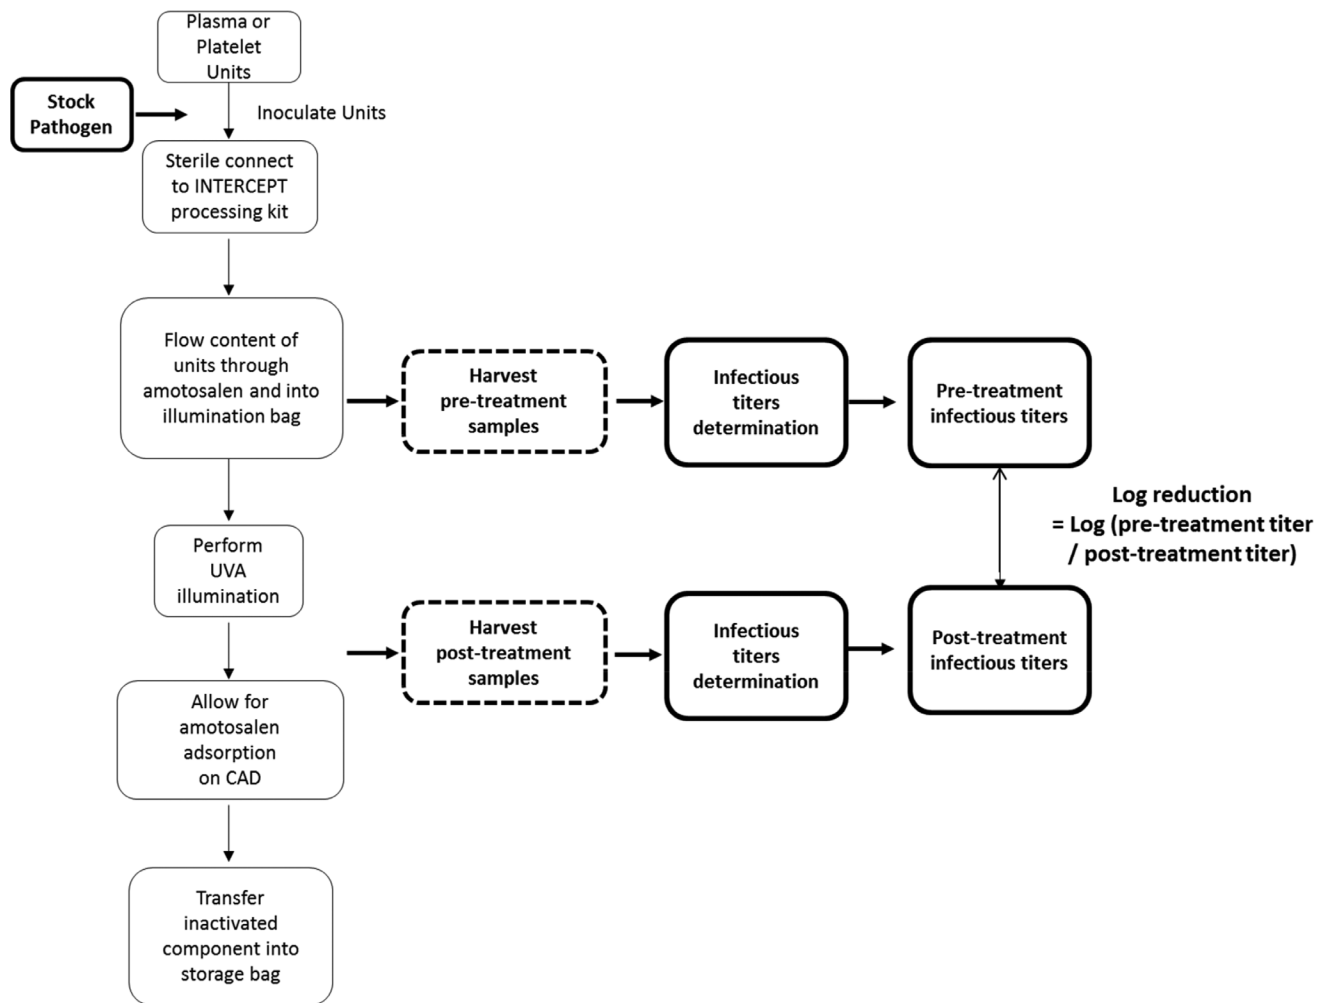 Plasma or
Platelet
Units
Stock
Pathogen
Inoculate Units
Sterile connect
to INTERCEPT
processing kit
Flow content of
units through
amotosalen and into
illumination bag
Harvest
pre-treatment
samples
Infectious
titers
determination
Pre-treatment
infectious titers
Log reduction
= Log (pre-treatment titer
/ post-treatment titer)
Perform
UVA
illumination
Harvest
post-treatment
samples
Infectious
titers
determination
Post-treatment
infectious titers
Allow for
amotosalen
adsorption
on CAD
Transfer
inactivated
component into
storage bag